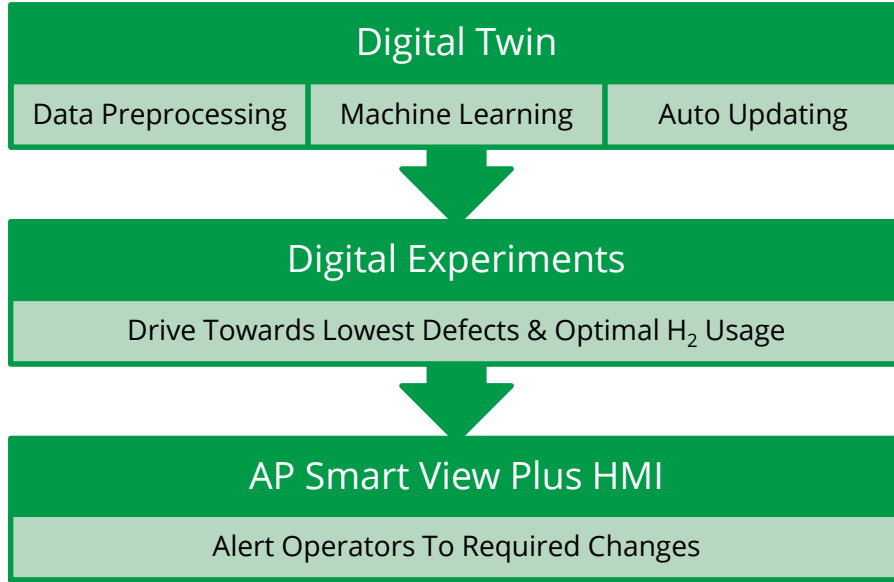 Digital Twin
Data Preprocessing
Machine Learning
Auto Updating
Digital Experiments
Drive Towards Lowest Defects & Optimal H₂ Usage
AP Smart View Plus HMI
Alert Operators To Required Changes